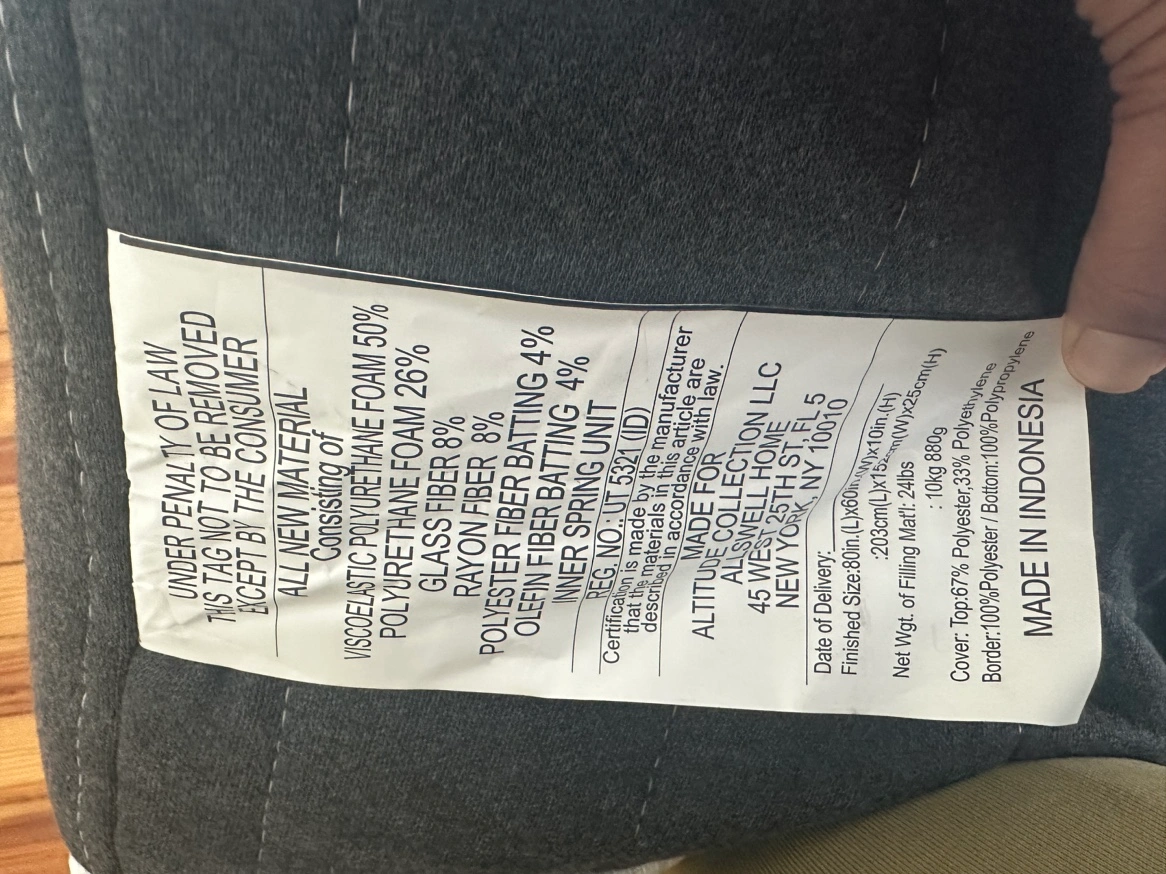 UNDER PENALTY OF LAW
THIS TAG NOT TO BE REMOVED
EXCEPT BY THE CONSUMER
ALL NEW MATERIAL
Consisting of
VISCOELASTIC POLYURETHANE FOAM 50%
POLYURETHANE FOAM 26%
GLASS FIBER 8%
RAYON FIBER 8%
POLYESTER FIBER BATTING 4%
OLEFIN FIBER BATTING 4%
INNER SPRING UNIT
REG. NO.: UT 5321 (ID)
Certification is made by the manufacturer
that the materials in this article are
described in accordance with law.
MADE FOR
ALTITUDE COLLECTION
ALLSWELL HOME LLC
45 WEST 25TH ST, FL 5
NEW YORK, NY 10010
Date of Delivery:
Finished Size:80in.(L)x60in.(W)x10in.(H)
:203cm(L)x(W)x25cm(H)
Net Wgt. of Filling Mat'l: 24lbs
: 10kg 880g
Cover: Top:67% Polyester,33% Polyethylene
Border:100%Polyester / Bottom:100%Polypropylene
MADE IN INDONESIA